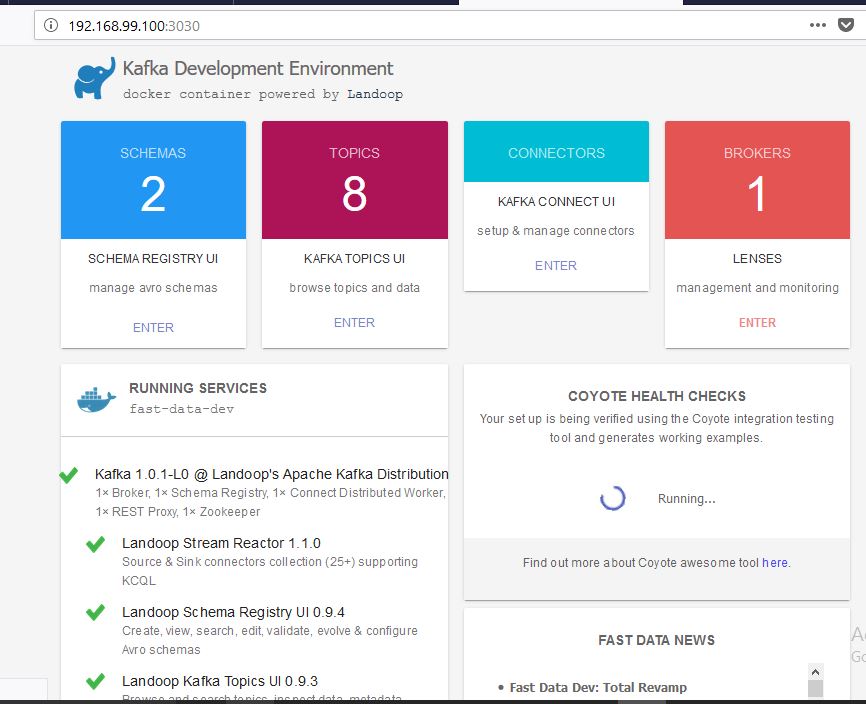 192.168.99.100:3030
Kafka Development Environment
docker container powered by Landoop
SCHEMAS
2
SCHEMA REGISTRY UI
manage avro schemas
ENTER
TOPICS
8
KAFKA TOPICS UI
browse topics and data
ENTER
CONNECTORS
KAFKA CONNECT UI
setup & manage connectors
ENTER
BROKERS
1
LENSES
management and monitoring
ENTER
RUNNING SERVICES
fast-data-dev
Kafka 1.0.1-L0 @ Landoop's Apache Kafka Distribution
1× Broker, 1× Schema Registry, 1× Connect Distributed Worker,
1× REST Proxy, 1× Zookeeper
Landoop Stream Reactor 1.1.0
Source & Sink connectors collection (25+) supporting
KCQL
Landoop Schema Registry UI 0.9.4
Create, view, search, edit, validate, evolve & configure
Avro schemas
Landoop Kafka Topics UI 0.9.3
Browse and search topics, inspect data, metadata
COYOTE HEALTH CHECKS
Your set up is being verified using the Coyote integration testing
tool and generates working examples.
Running...
Find out more about Coyote awesome tool here.
FAST DATA NEWS
• Fast Data Dev: Total Revamp